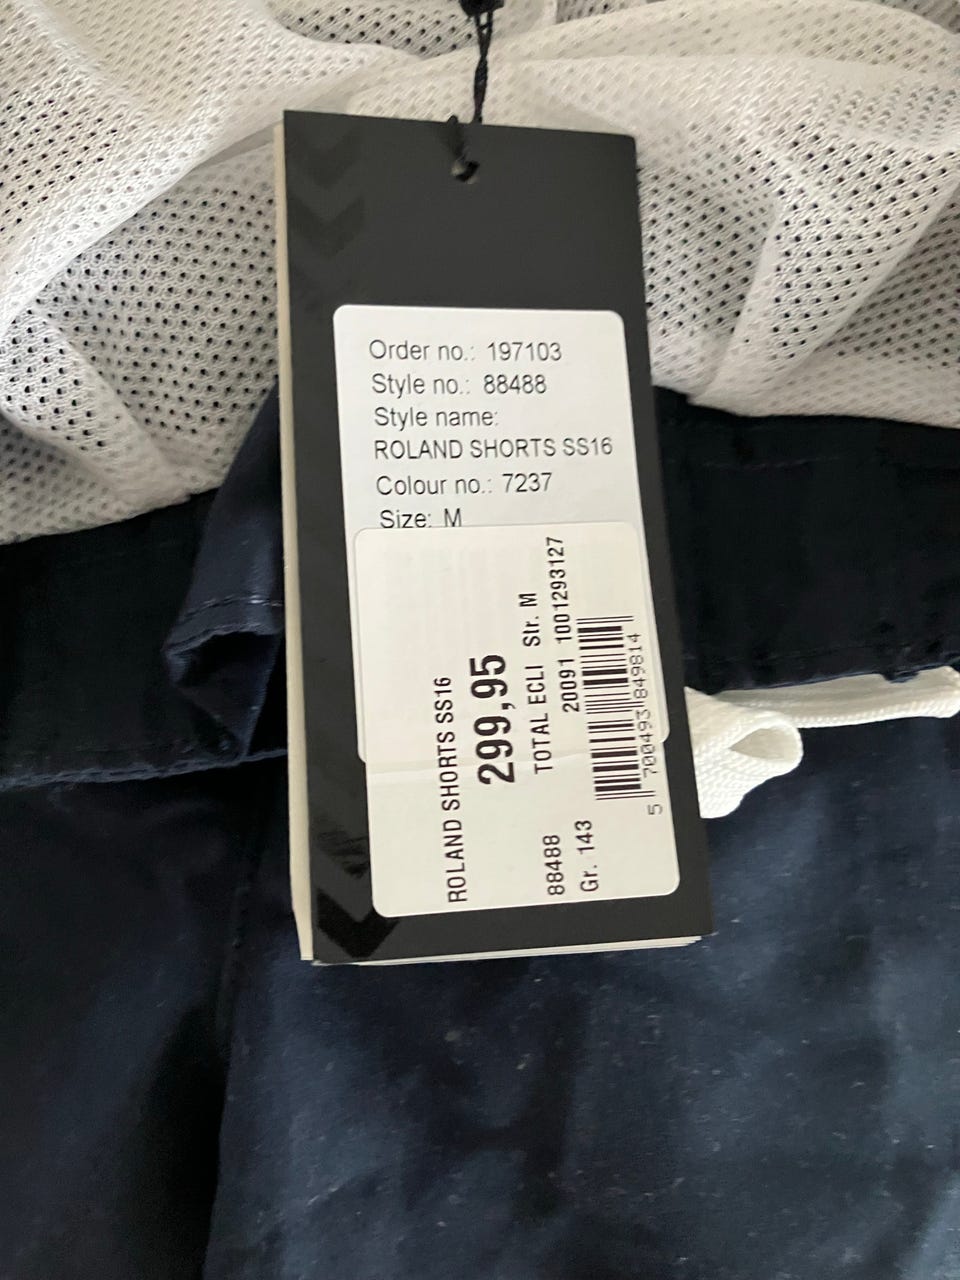 Order no.: 197103
Style no.: 88488
Style name:
ROLAND SHORTS SS16
Colour no.: 7237
Size: M
ROLAND SHORTS SS16
299,95
TOTAL ECLI Str. M
20091 1001293127
5 700493 849814
88488
Gr. 143